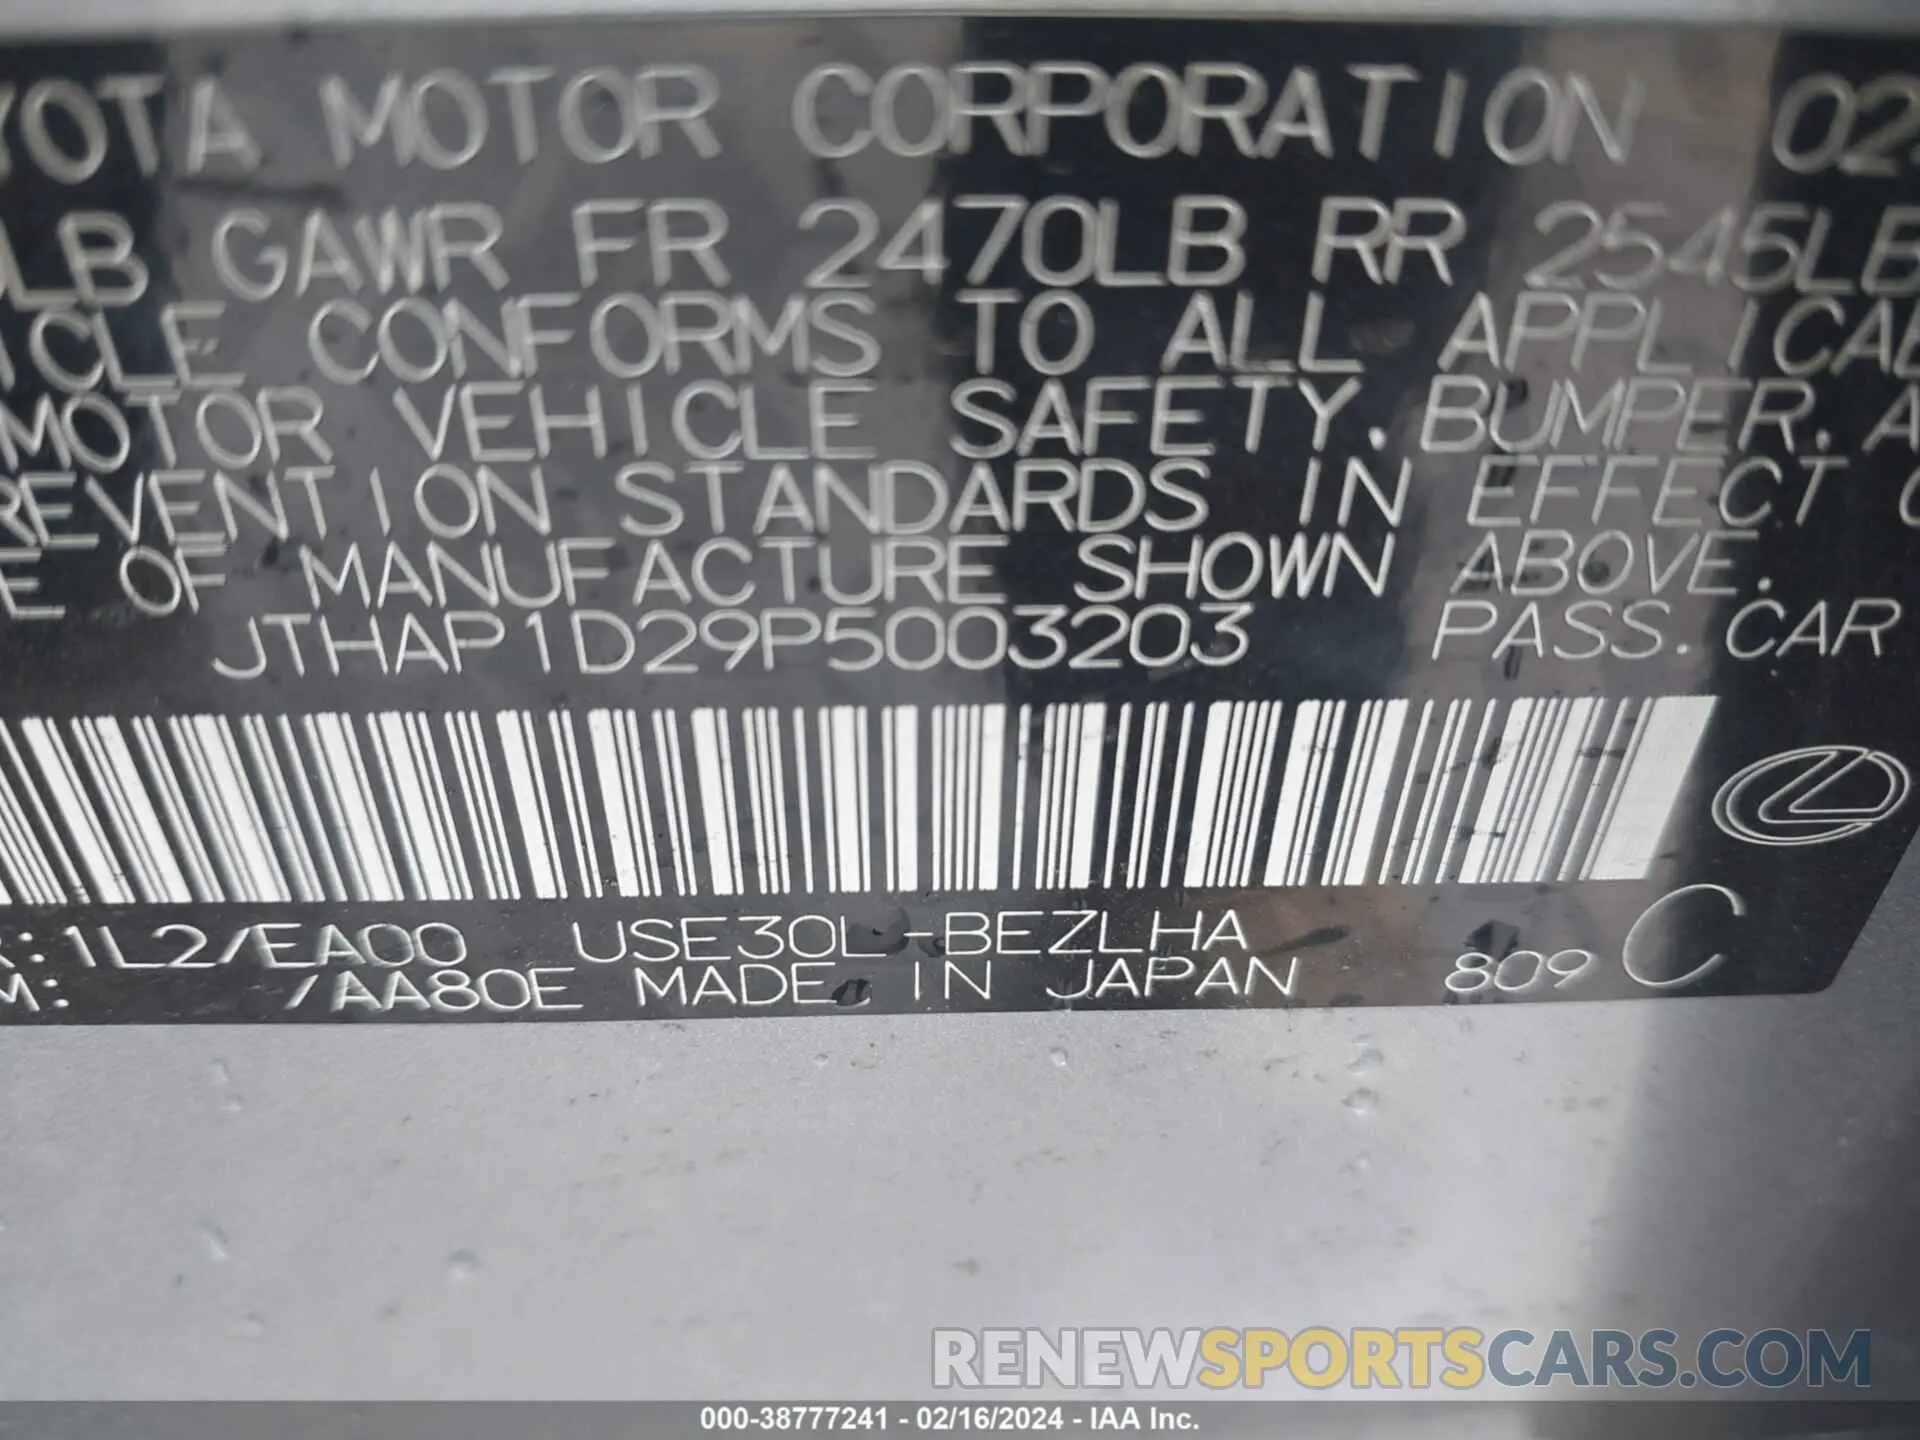 YOTA MOTOR CORPORATION 02
LB GAWR FR 2470LB RR 2545LB
ICLE CONFORMS TO ALL APPLICAB
MOTOR VEHICLE SAFETY. BUMPER. A
REVENTION STANDARDS IN EFFECT O
E OF MANUFACTURE SHOWN ABOVE.
JTHAP1D29P5003203 PASS. CAR
R:1L2/EA00 USE30L-BEZLHA
M: /AA80E MADE IN JAPAN 809 C
RENEWSPORTSCARS.COM
000-38777241 - 02/16/2024 - IAA Inc.